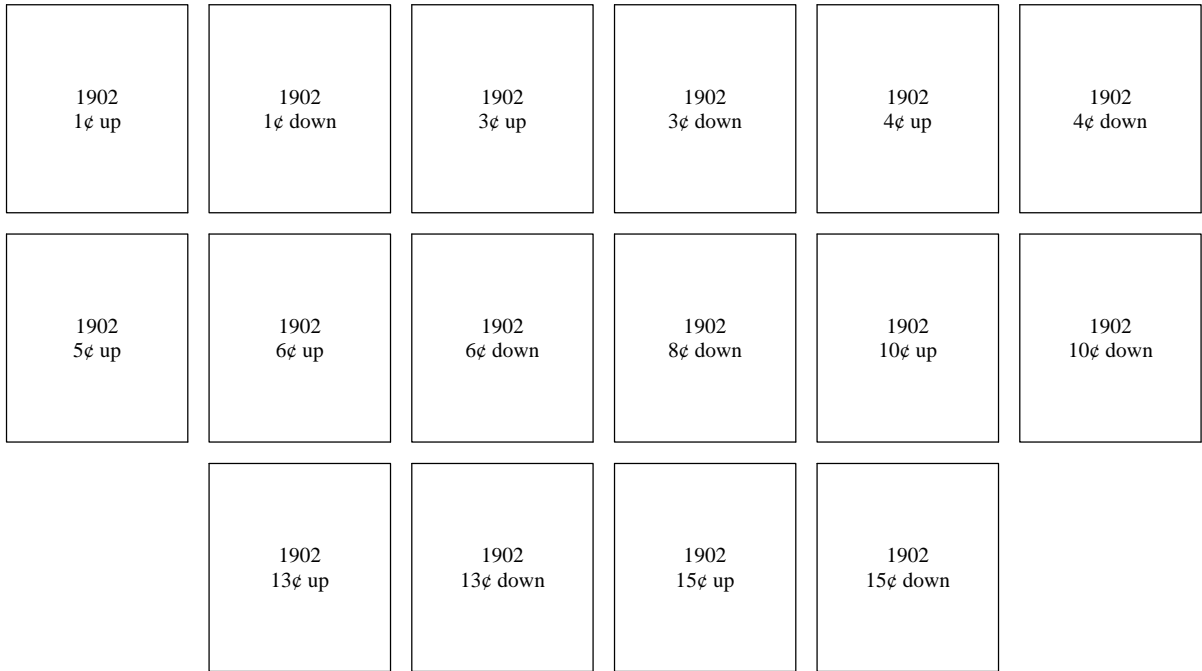 1902
1¢ up
1902
1¢ down
1902
3¢ up
1902
3¢ down
1902
4¢ up
1902
4¢ down
1902
5¢ up
1902
6¢ up
1902
6¢ down
1902
8¢ down
1902
10¢ up
1902
10¢ down
1902
13¢ up
1902
13¢ down
1902
15¢ up
1902
15¢ down